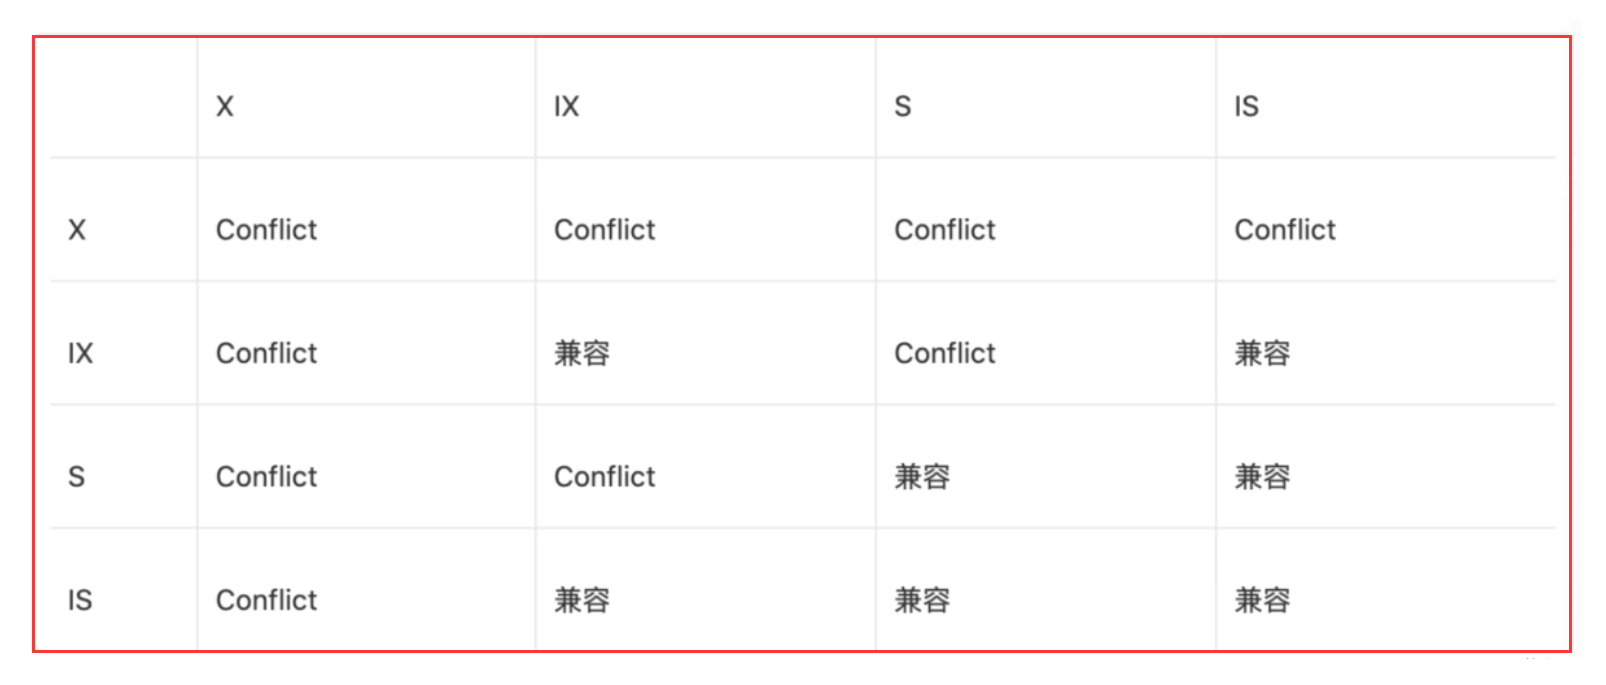 X IX S IS
X Conflict Conflict Conflict Conflict
IX Conflict 兼容 Conflict 兼容
S Conflict Conflict 兼容 兼容
IS Conflict 兼容 兼容 兼容